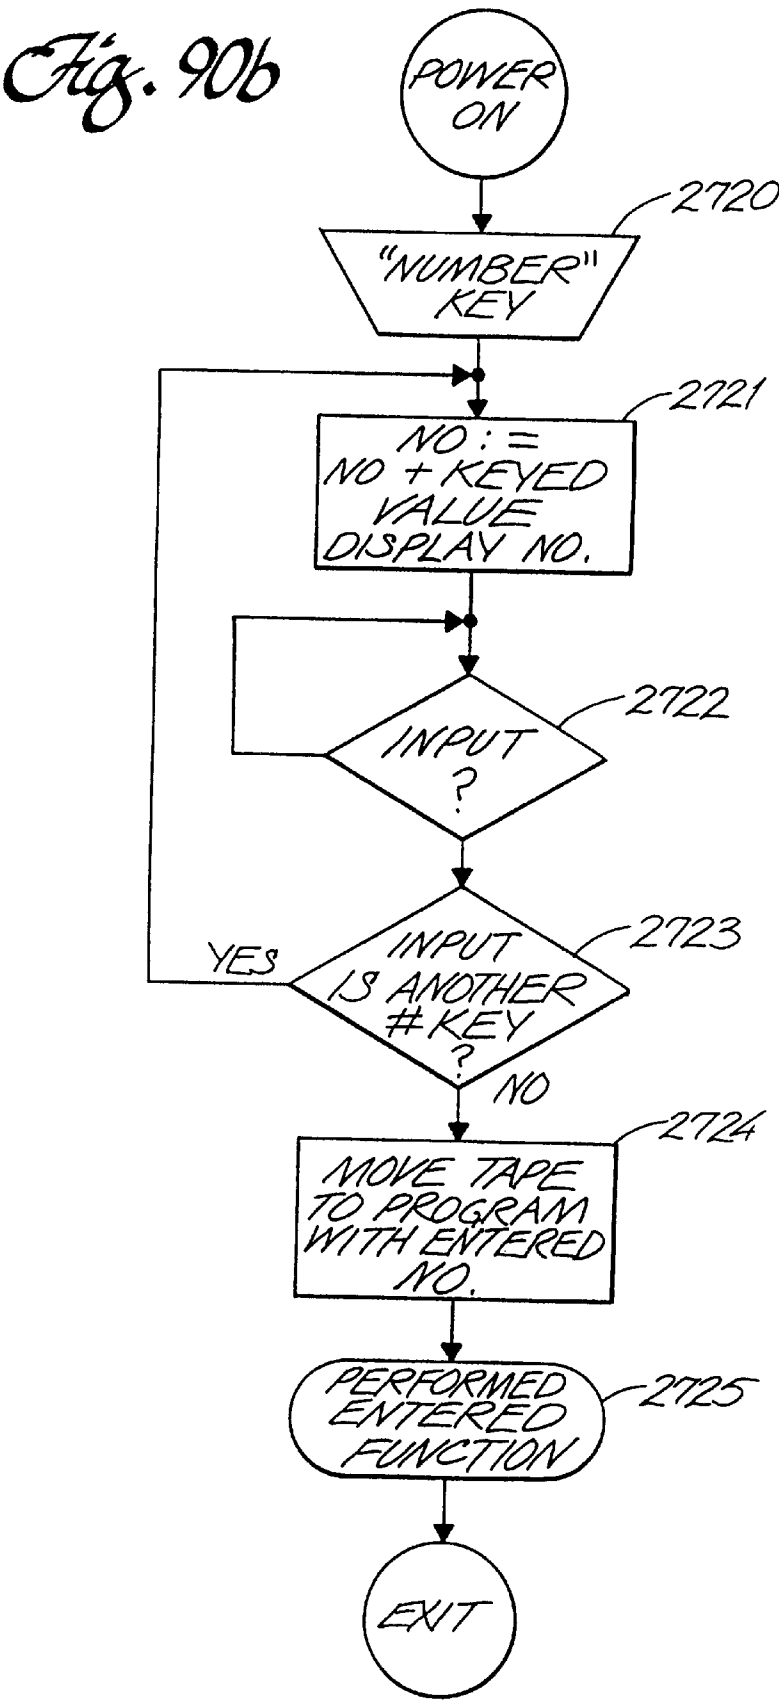 Fig. 90b
POWER
ON
2720
"NUMBER"
KEY
2721
NO : =
NO + KEYED
VALUE
DISPLAY NO.
2722
INPUT
?
2723
YES
INPUT
IS ANOTHER
# KEY
?
NO
2724
MOVE TAPE
TO PROGRAM
WITH ENTERED
NO.
2725
PERFORMED
ENTERED
FUNCTION
EXIT